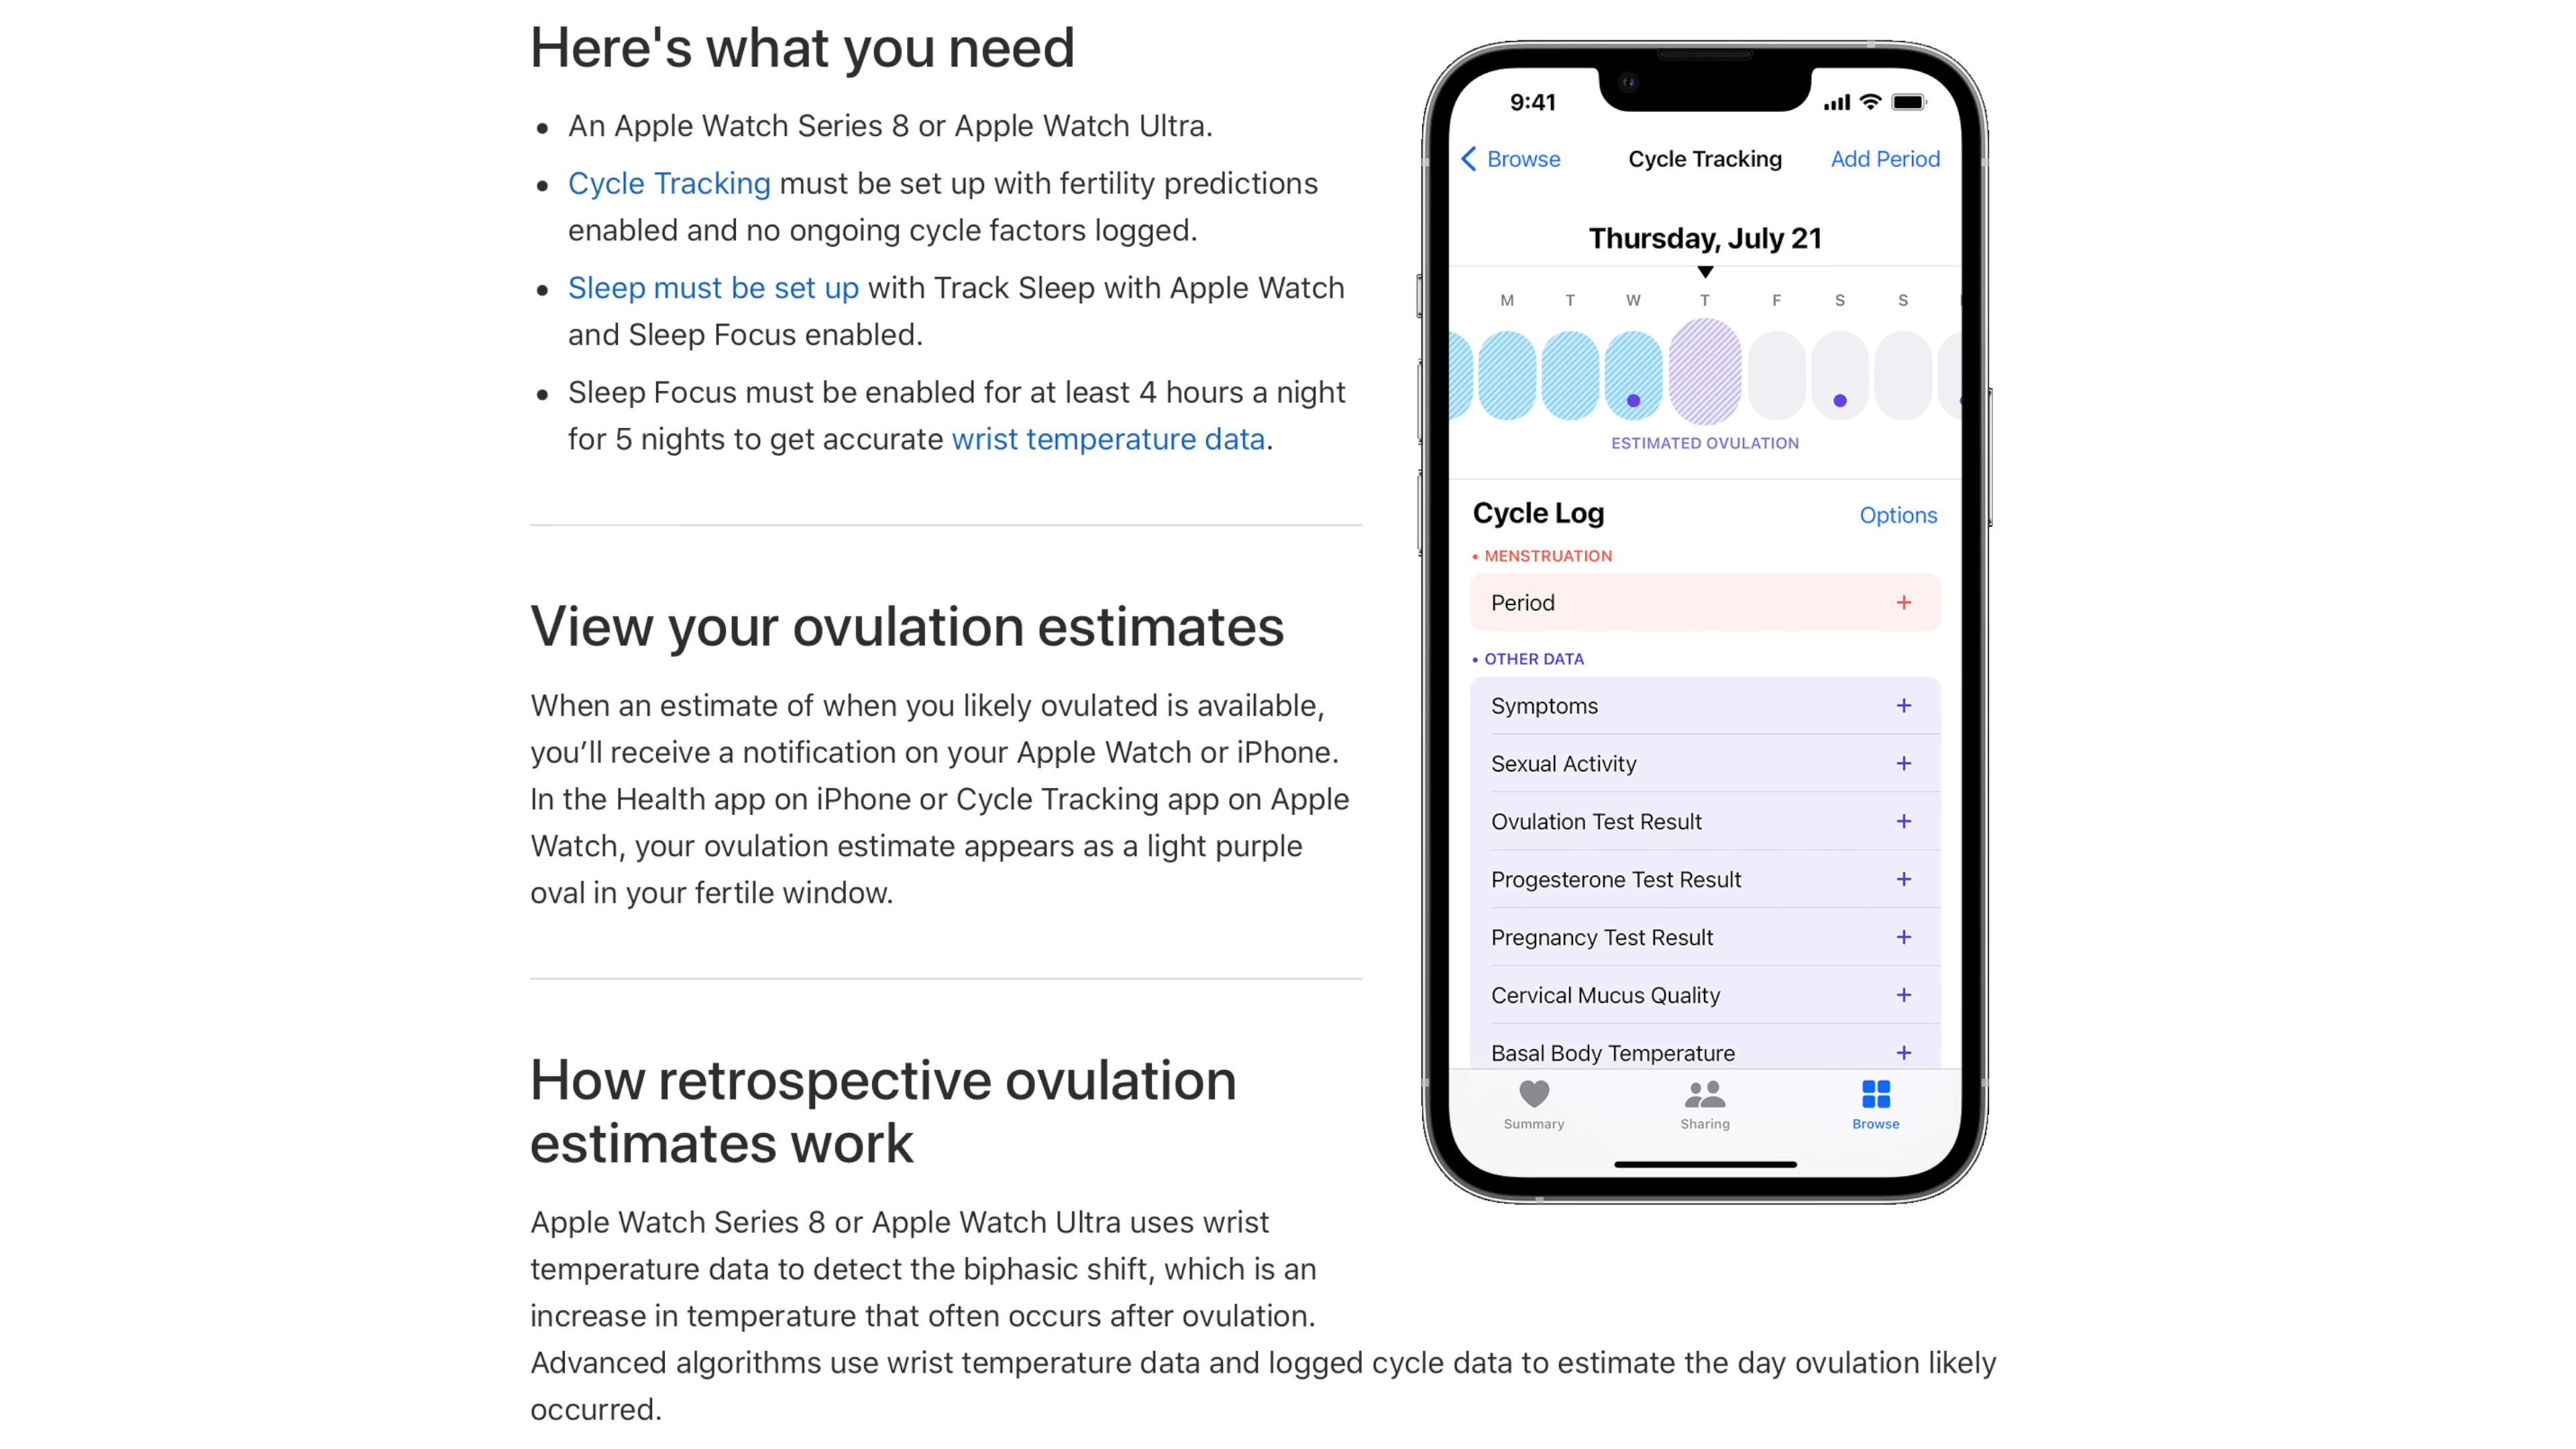 Here's what you need
• An Apple Watch Series 8 or Apple Watch Ultra.
• Cycle Tracking must be set up with fertility predictions
enabled and no ongoing cycle factors logged.
• Sleep must be set up with Track Sleep with Apple Watch
and Sleep Focus enabled.
• Sleep Focus must be enabled for at least 4 hours a night
for 5 nights to get accurate wrist temperature data.
View your ovulation estimates
When an estimate of when you likely ovulated is available,
you’ll receive a notification on your Apple Watch or iPhone.
In the Health app on iPhone or Cycle Tracking app on Apple
Watch, your ovulation estimate appears as a light purple
oval in your fertile window.
How retrospective ovulation
estimates work
Apple Watch Series 8 or Apple Watch Ultra uses wrist
temperature data to detect the biphasic shift, which is an
increase in temperature that often occurs after ovulation.
Advanced algorithms use wrist temperature data and logged cycle data to estimate the day ovulation likely
occurred.
9:41
Browse Cycle Tracking Add Period
Thursday, July 21
M T W T F S S
ESTIMATED OVULATION
Cycle Log Options
• MENSTRUATION
Period +
• OTHER DATA
Symptoms +
Sexual Activity +
Ovulation Test Result +
Progesterone Test Result +
Pregnancy Test Result +
Cervical Mucus Quality +
Basal Body Temperature +
Summary Sharing Browse